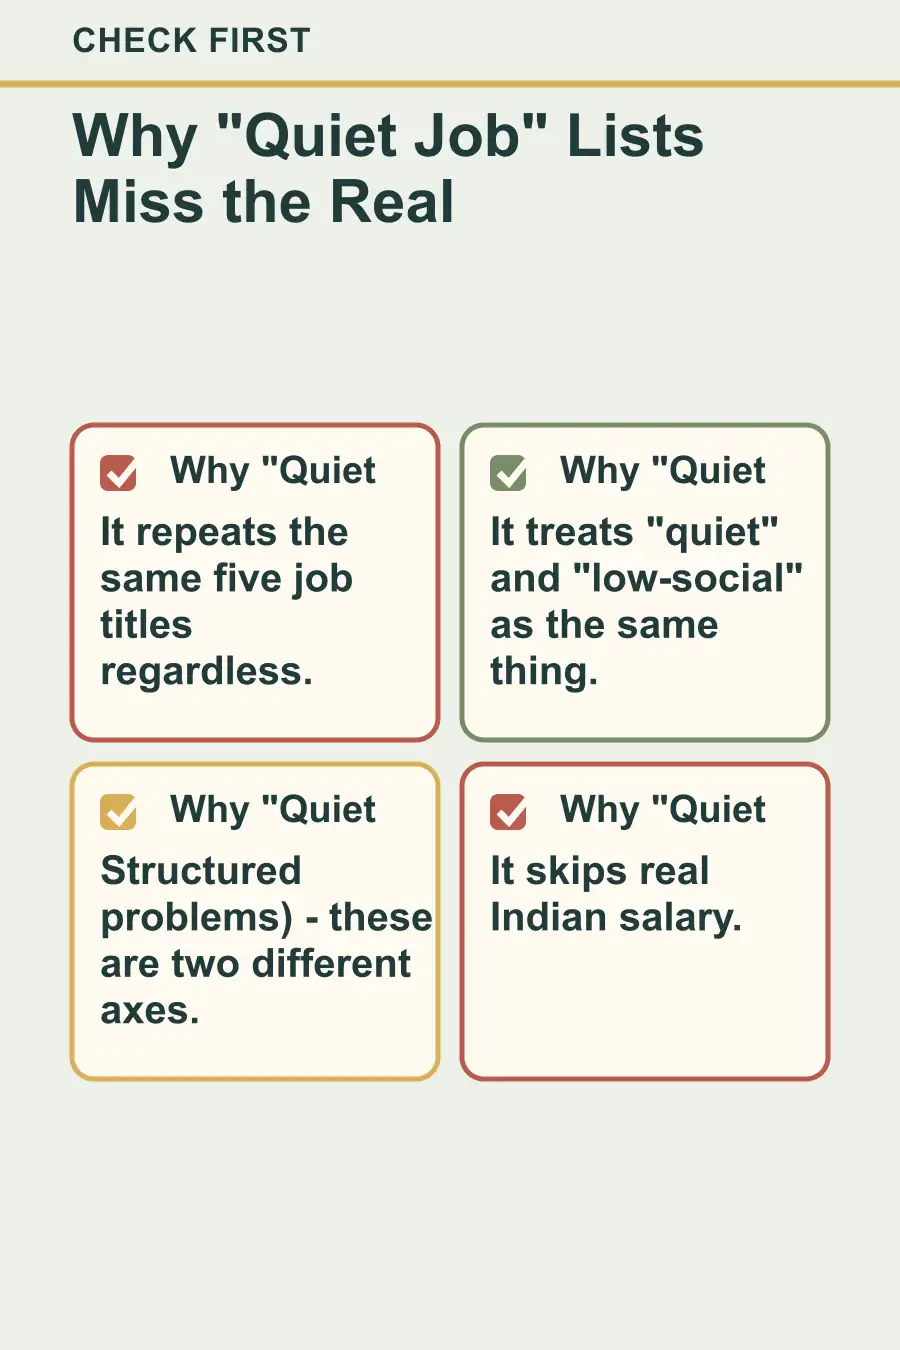 CHECK FIRST
Why "Quiet Job" Lists
Miss the Real
Why "Quiet
It repeats the
same five job
titles
regardless.
Why "Quiet
It treats "quiet"
and "low-social"
as the same
thing.
Why "Quiet
Structured
problems) - these
are two different
axes.
Why "Quiet
It skips real
Indian salary.